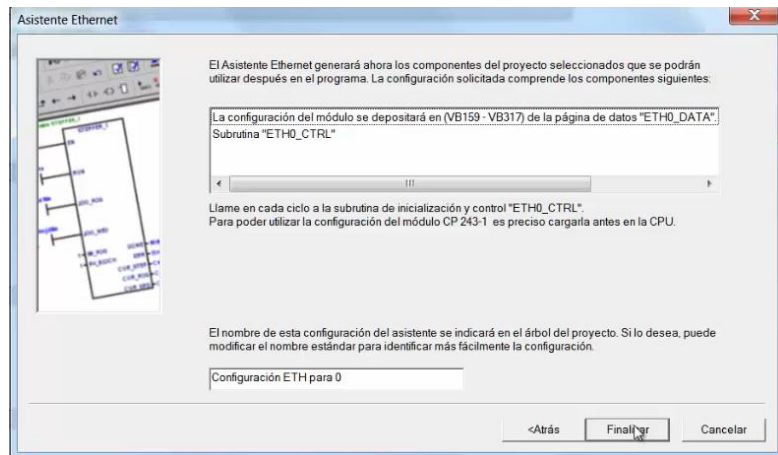 Asistente Ethernet
El Asistente Ethernet generará ahora los componentes del proyecto seleccionados que se podrán
utilizar después en el programa. La configuración solicitada comprende los componentes siguientes:
La configuración del módulo se depositará en (VB159 - VB317) de la página de datos "ETH0_DATA".
Subrutina "ETH0_CTRL"
Llame en cada ciclo a la subrutina de inicialización y control "ETH0_CTRL".
Para poder utilizar la configuración del módulo CP 243-1 es preciso cargarla antes en la CPU.
El nombre de esta configuración del asistente se indicará en el árbol del proyecto. Si lo desea, puede
modificar el nombre estándar para identificar más fácilmente la configuración.
Configuración ETH para 0
<Atrás Finalizar Cancelar